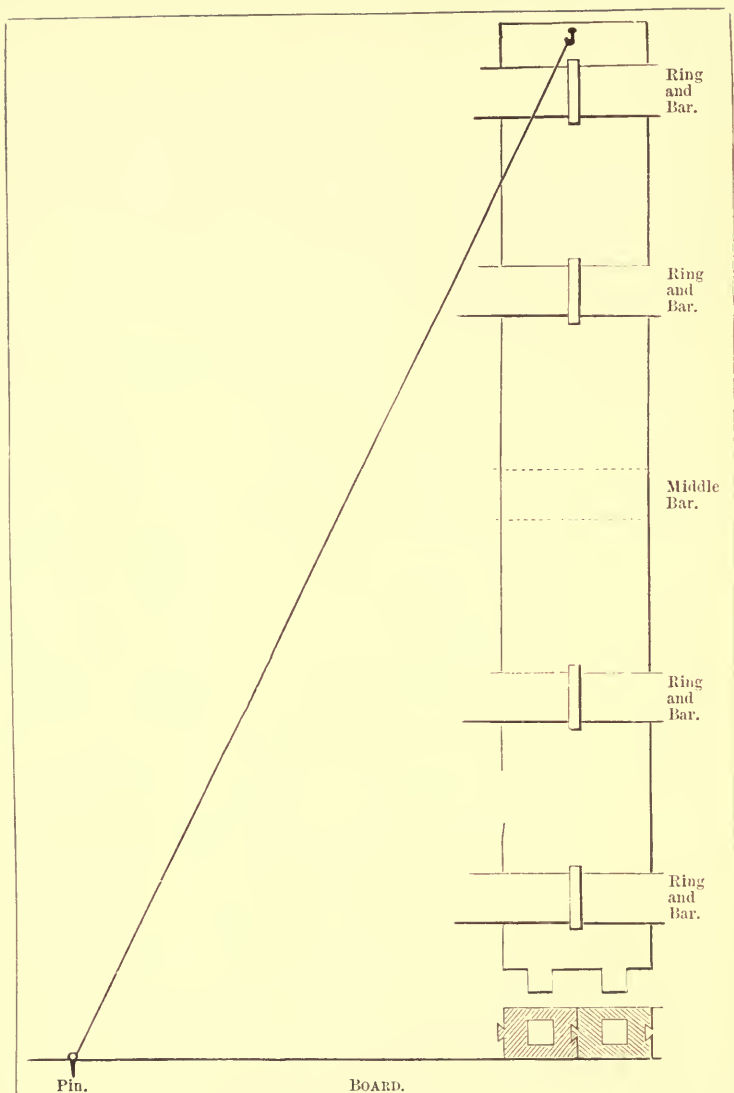 Ring
and
Bar.
Ring
and
Bar.
Middle
Bar.
Ring
and
Bar.
Ring
and
Bar.
Pin.
BOARD.